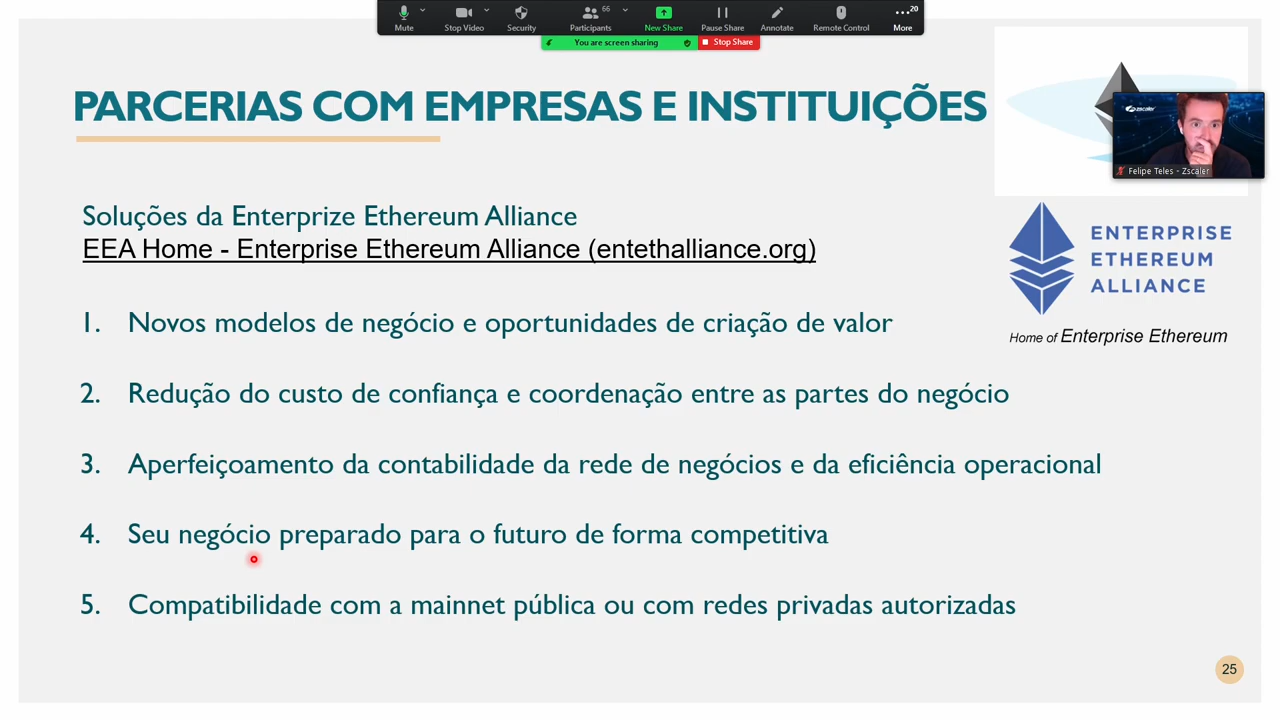 66
20
Mute
Stop Video
Security
Participants
New Share
Pause Share
Annotate
Remote Control
More
You are screen sharing
Stop Share
PARCERIAS COM EMPRESAS E INSTITUIÇÕES
zscaler
Felipe Teles - Zscaler
Soluções da Enterprize Ethereum Alliance
EEA Home - Enterprise Ethereum Alliance (entethalliance.org)
ENTERPRISE
ETHEREUM
ALLIANCE
Home of Enterprise Ethereum
1. Novos modelos de negócio e oportunidades de criação de valor
2. Redução do custo de confiança e coordenação entre as partes do negócio
3. Aperfeiçoamento da contabilidade da rede de negócios e da eficiência operacional
4. Seu negócio preparado para o futuro de forma competitiva
5. Compatibilidade com a mainnet pública ou com redes privadas autorizadas
25